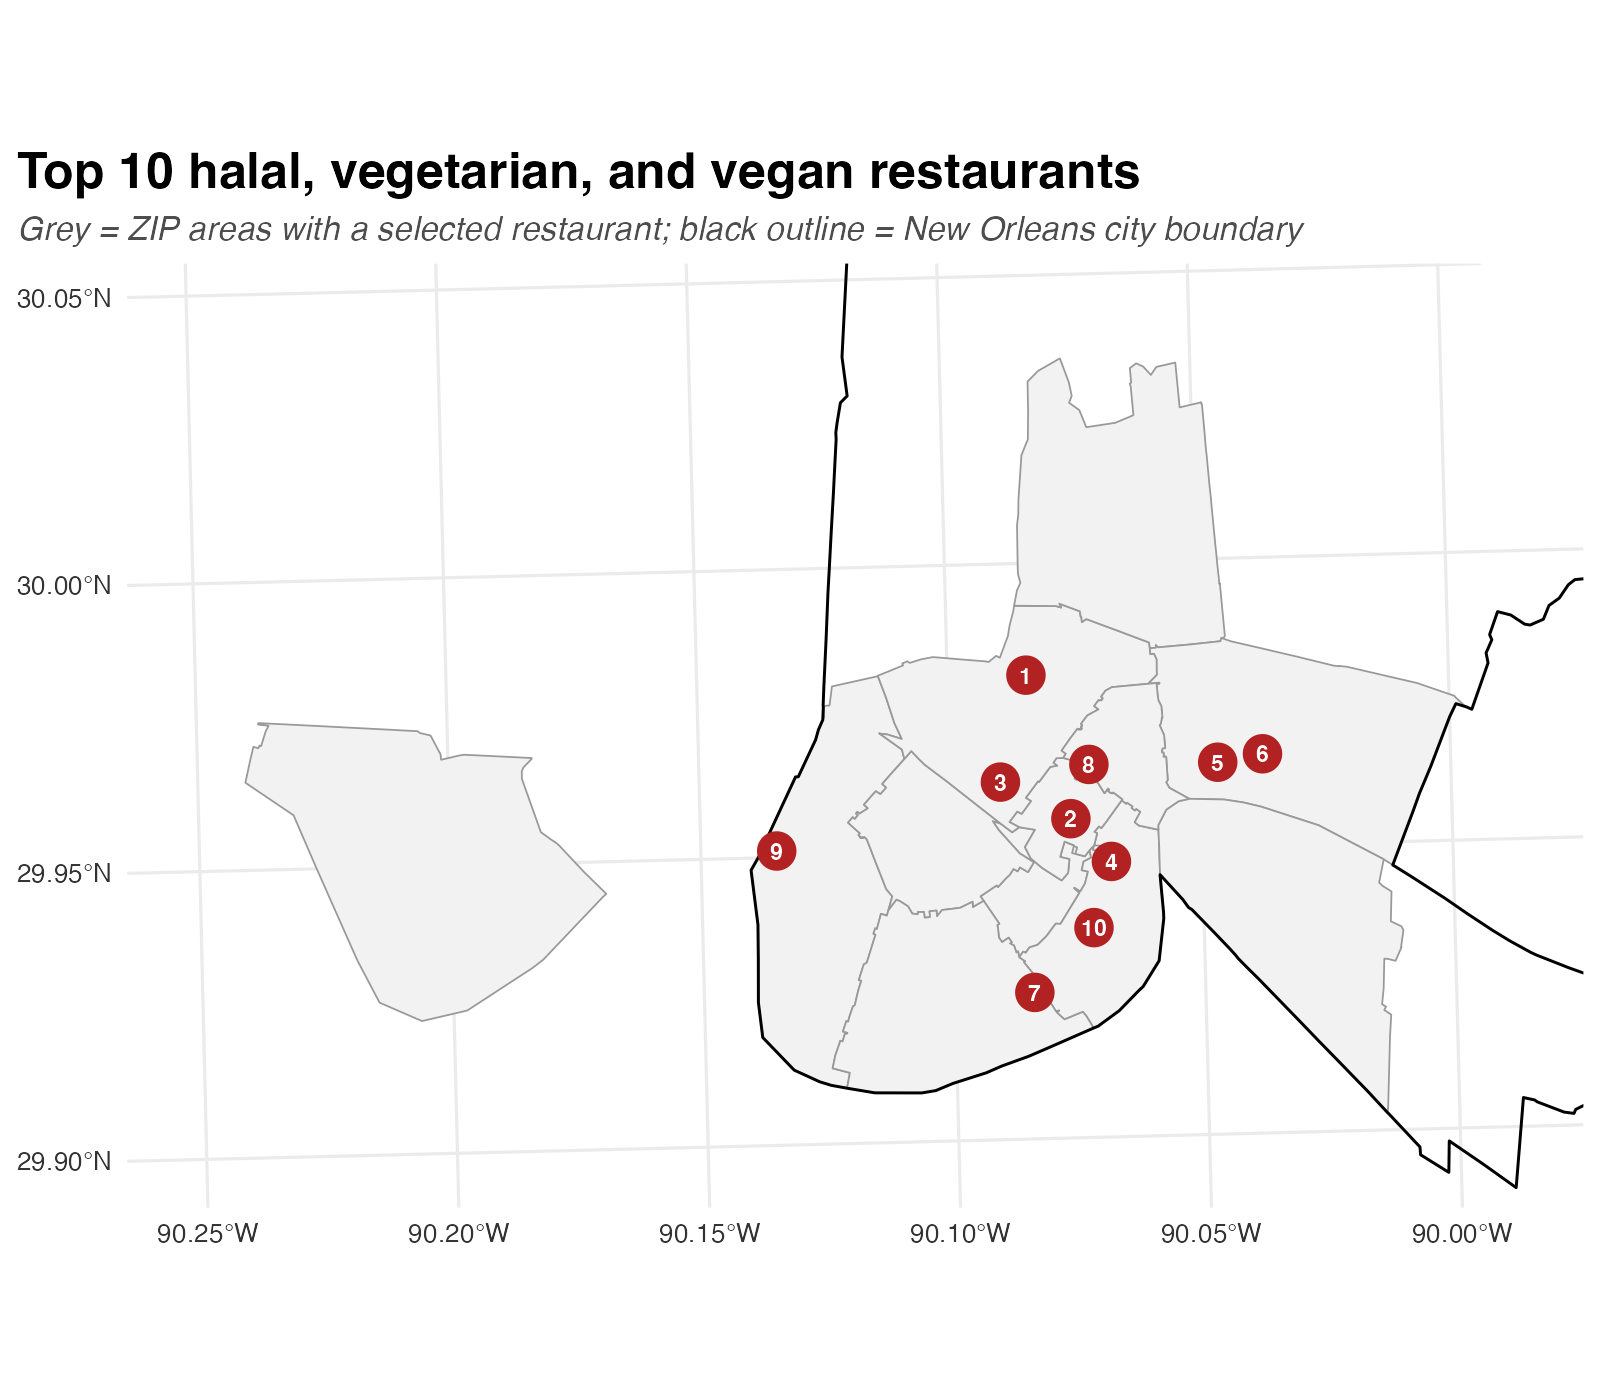 Top 10 halal, vegetarian, and vegan restaurants
Grey = ZIP areas with a selected restaurant; black outline = New Orleans city boundary
30.05°N
30.00°N
29.95°N
29.90°N
1
5
6
8
3
2
9
4
10
7
90.25°W
90.20°W
90.15°W
90.10°W
90.05°W
90.00°W